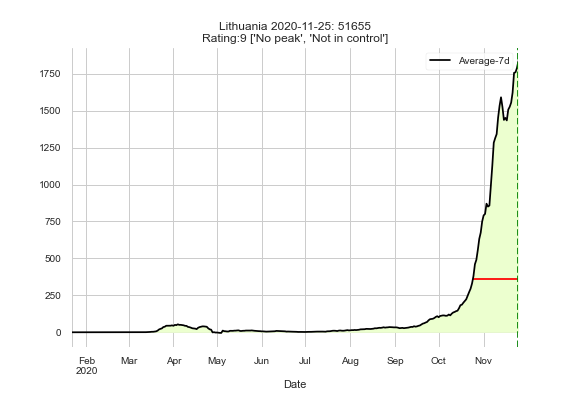 Lithuania 2020-11-25: 51655
Rating:9 ['No peak', 'Not in control']
Average-7d
1750
1500
1250
1000
750
500
250
0
Feb Mar Apr May Jun Jul Aug Sep Oct Nov
2020
Date